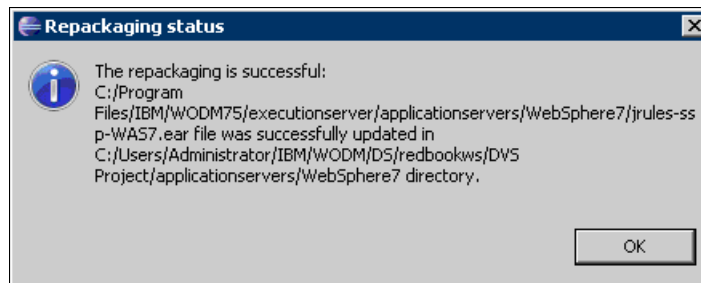 Repackaging status
The repackaging is successful:
C:/Program
Files/IBM/WODM75/executionserver/applicationservers/WebSphere7/jrules-ss
p-WAS7.ear file was successfully updated in
C:/Users/Administrator/IBM/WODM/DS/redbookws/DVS
Project/applicationservers/WebSphere7 directory.
OK